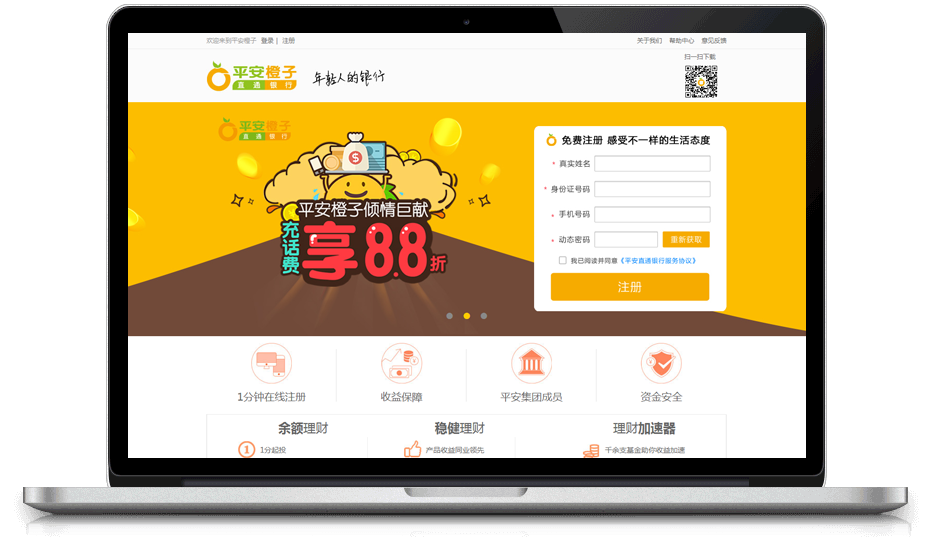 欢迎来到平安橙子 登录 | 注册
关于我们 帮助中心 意见反馈
平安橙子
直通银行
年轻人的银行
扫一扫下载
平安橙子
直通银行
$
平安橙子倾情巨献
充话费
享8.8折
免费注册 感受不一样的生活态度
* 真实姓名
* 身份证号码
* 手机号码
* 动态密码 重新获取
我已阅读并同意《平安直通银行服务协议》
注册
1分钟在线注册
收益保障
平安集团成员
资金安全
余额理财
稳健理财
理财加速器
1 1分起投
产品收益同业领先
千余支基金助你收益加速